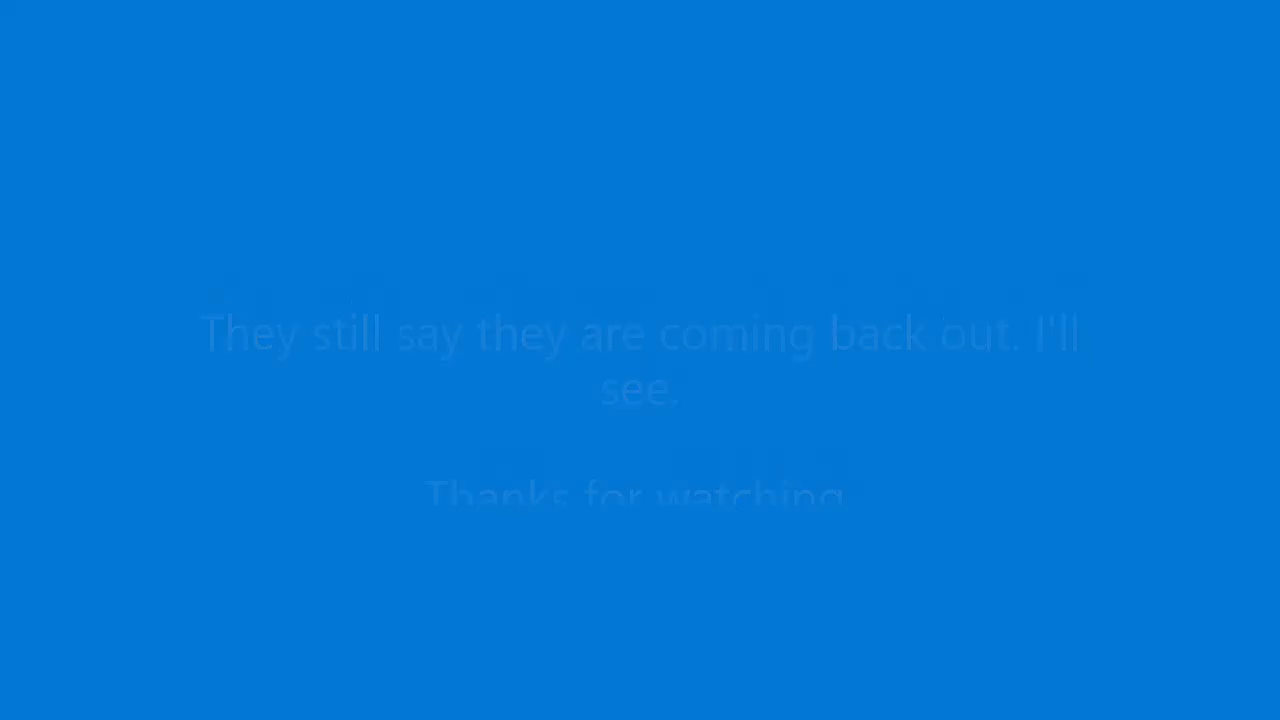 They still say they are coming back out. I'll
see.
Thanks for watching